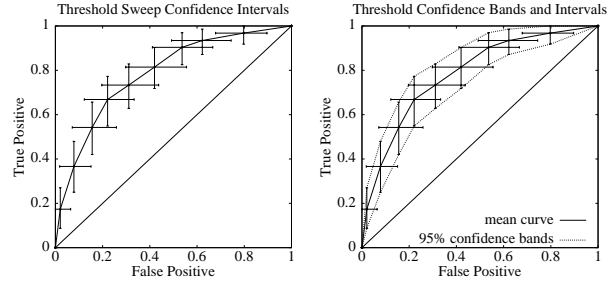 Threshold Sweep Confidence Intervals
1
0.8
0.6
0.4
0.2
0
True Positive
0 0.2 0.4 0.6 0.8 1
False Positive
Threshold Confidence Bands and Intervals
1
0.8
0.6
0.4
0.2
0
True Positive
mean curve
95% confidence bands
0 0.2 0.4 0.6 0.8 1
False Positive